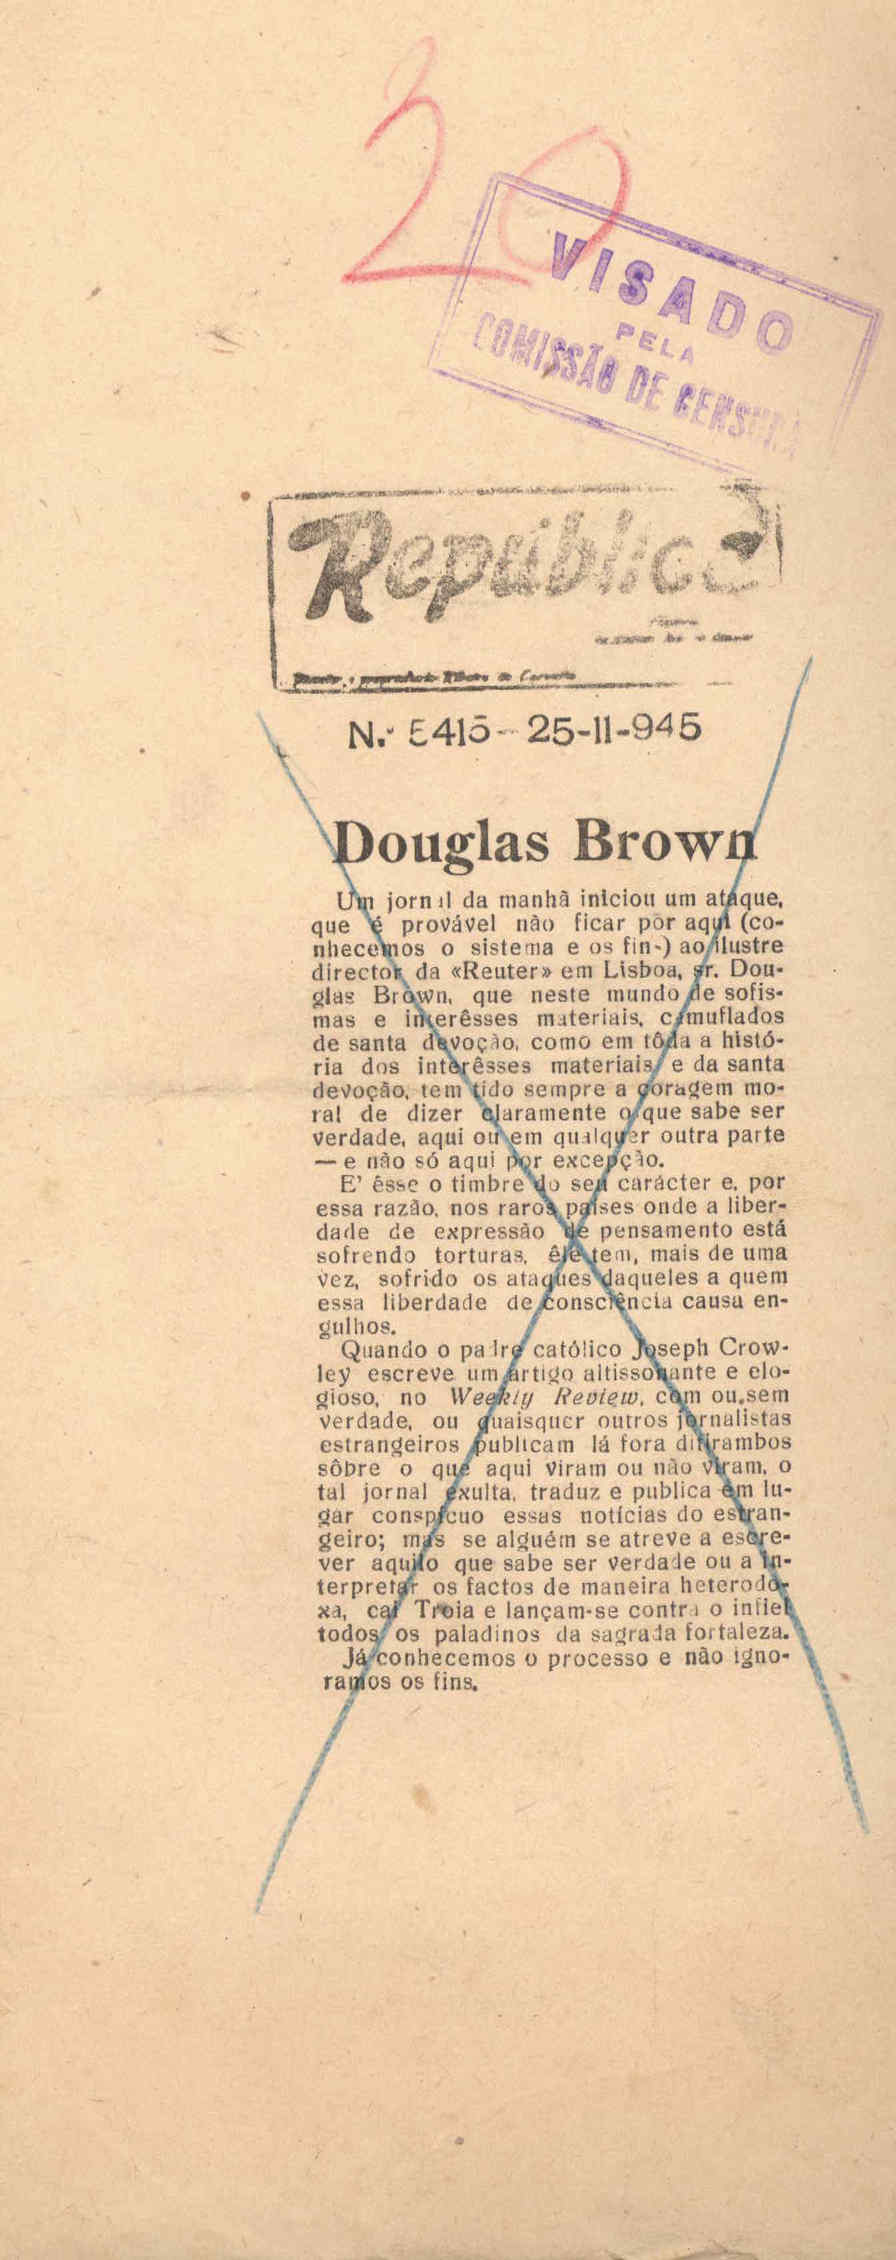 20
VISADO
PELA
COMISSÃO DE CENSURA
República
N.º 5415 - 25-11-945
Douglas Brown
Um jornal da manhã iniciou um ataque,
que é provável não ficar por aqui (co-
nhecemos o sistema e os fins) ao ilustre
director da «Reuter» em Lisboa, sr. Dou-
glas Brown, que neste mundo de sofis-
mas e interêsses materiais, camuflados
de santa devoção, como em tôda a histó-
ria dos interêsses materiais e da santa
devoção, tem tido sempre a coragem mo-
ral de dizer claramente o que sabe ser
verdade, aqui ou em qualquer outra parte
— e não só aqui por excepção.
E' êsse o timbre do seu carácter e, por
essa razão, nos raros países onde a liber-
dade de expressão de pensamento está
sofrendo torturas, êle tem, mais de uma
vez, sofrido os ataques daqueles a quem
essa liberdade de consciência causa en-
gulhos.
Quando o padre católico Joseph Crow-
ley escreve um artigo altissonante e elo-
gioso, no Weekly Review, com ou sem
verdade, ou quaisquer outros jornalistas
estrangeiros publicam lá fora ditirambos
sôbre o que aqui viram ou não viram, o
tal jornal exulta, traduz e publica em lu-
gar conspícuo essas notícias do estran-
geiro; mas se alguém se atreve a escre-
ver aquilo que sabe ser verdade ou a in-
terpretar os factos de maneira heterodo-
xa, cai Troia e lançam-se contra o infiel
todos os paladinos da sagrada fortaleza.
Já conhecemos o processo e não igno-
ramos os fins.